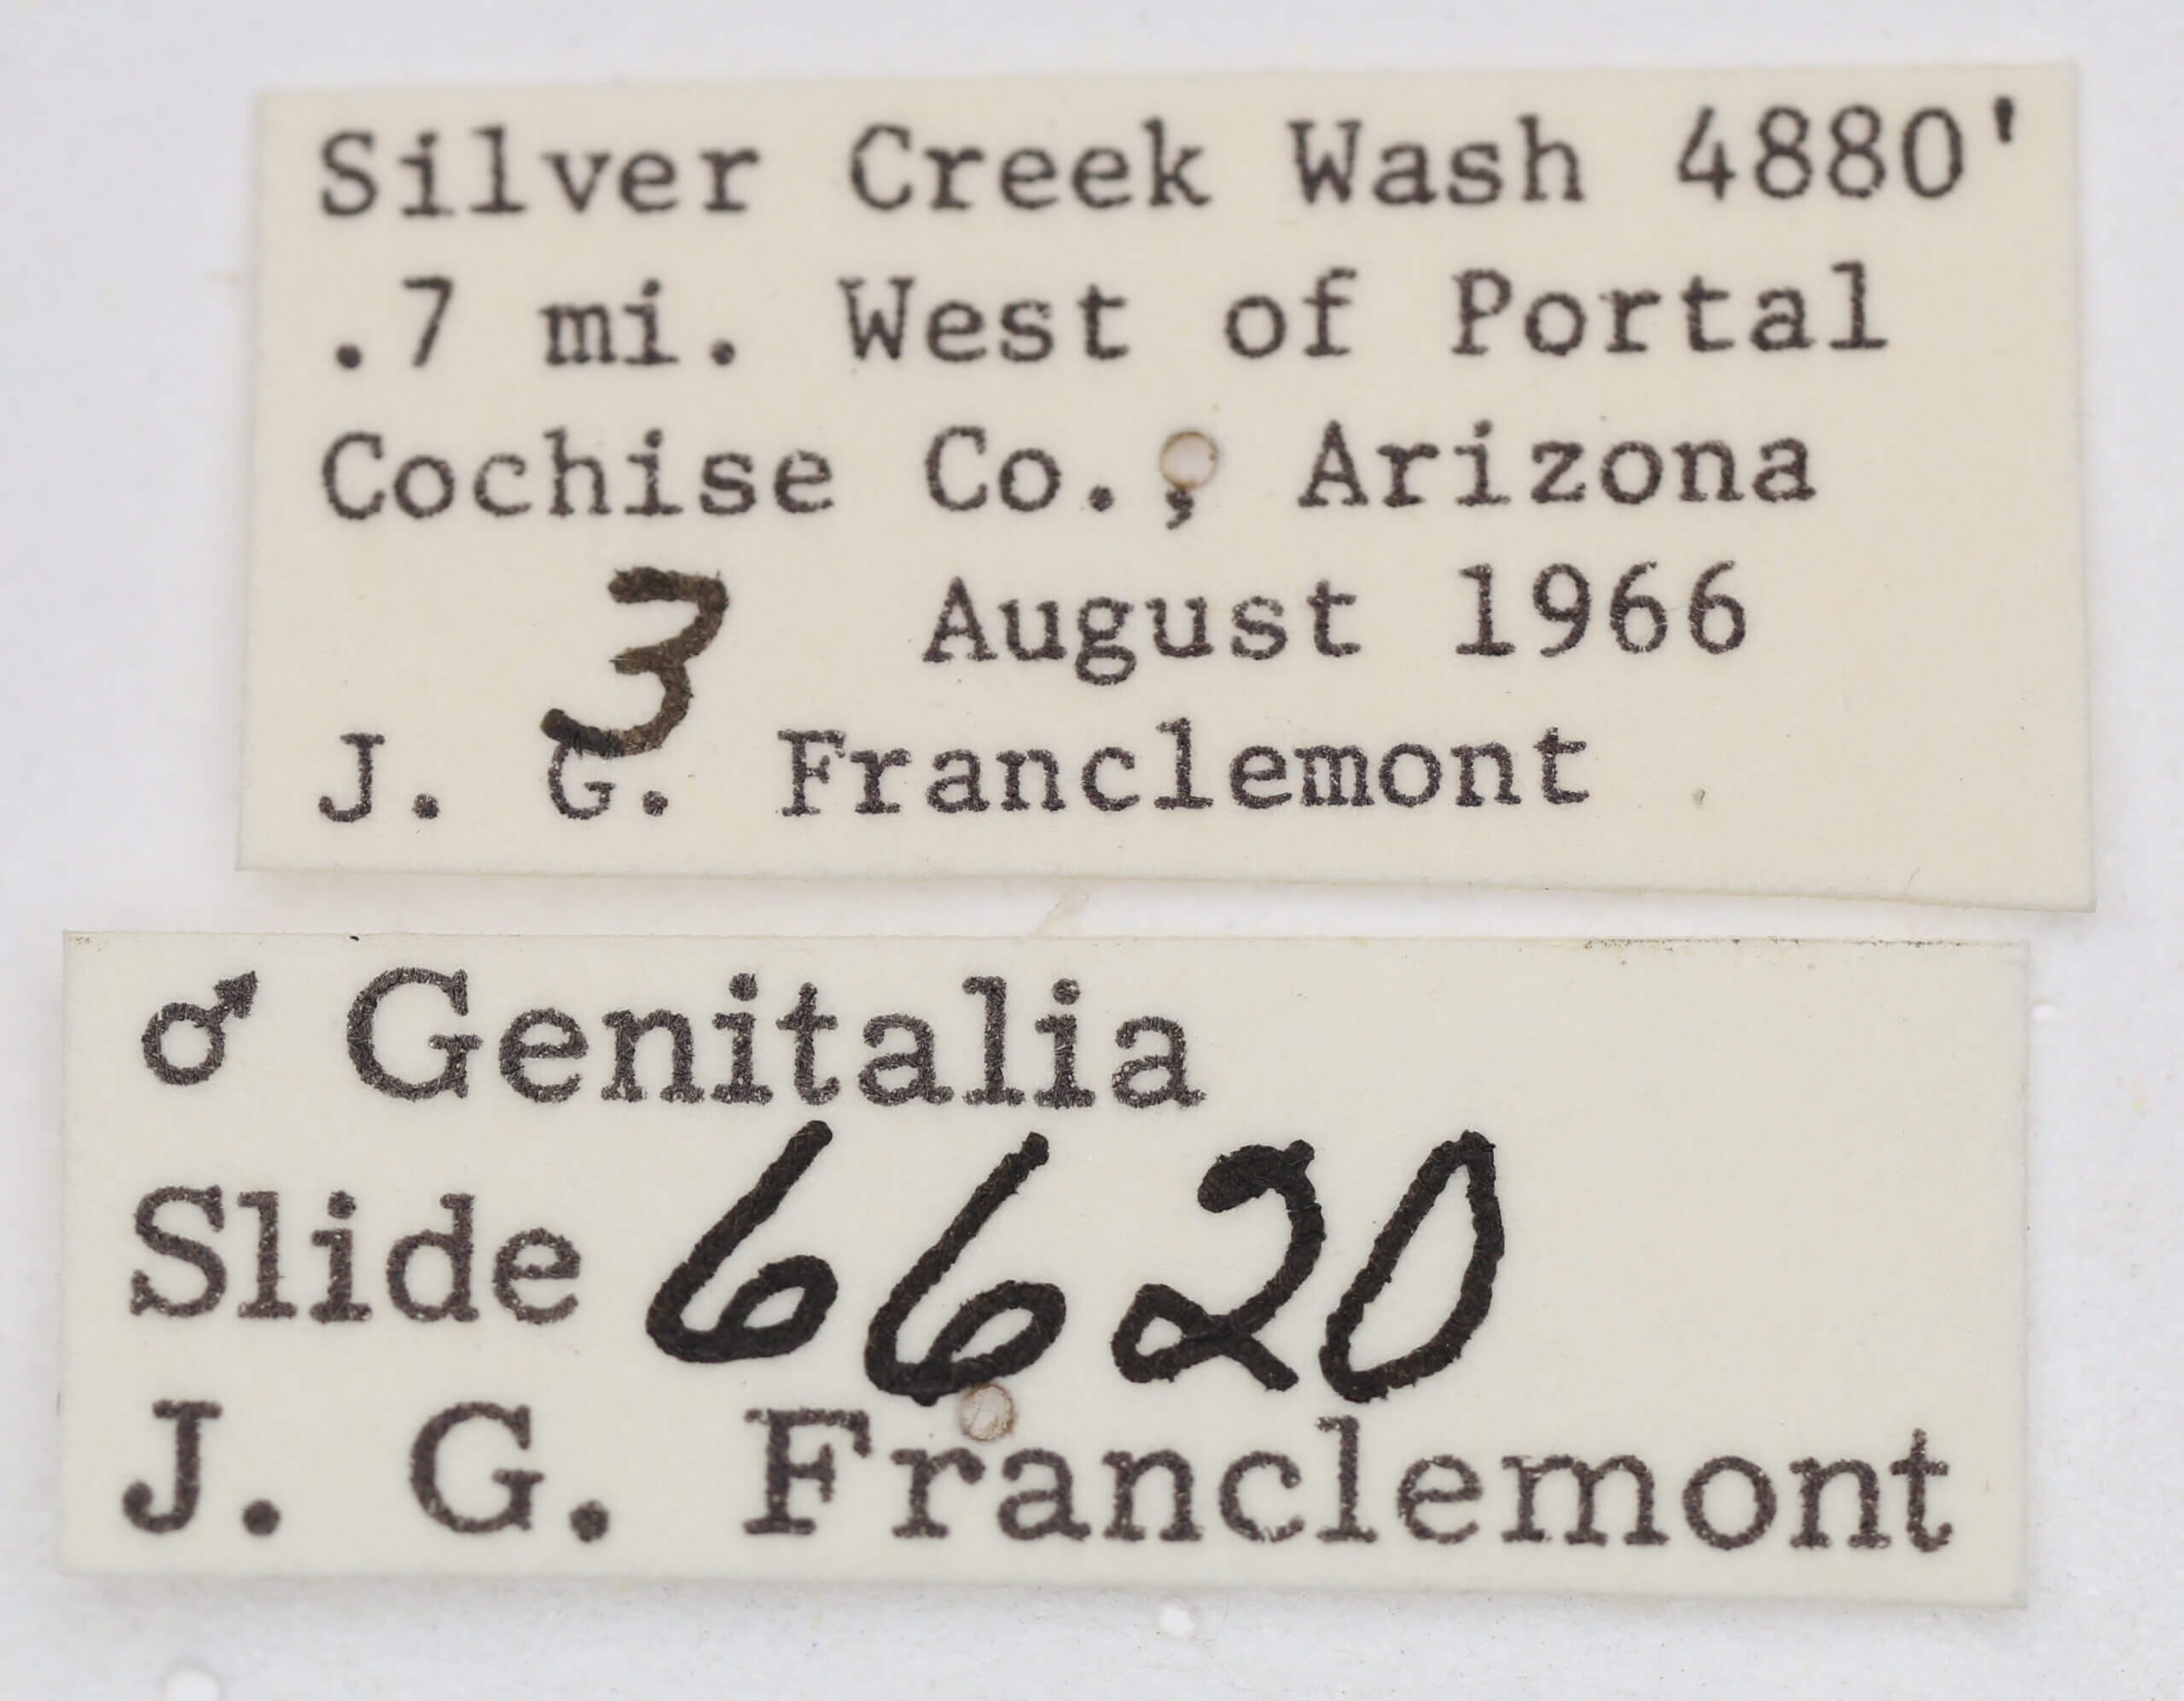 Silver Creek Wash 4880'
.7 mi. West of Portal
Cochise Co., Arizona
3 August 1966
J. G. Franclemont
♂ Genitalia
Slide 6620
J. G. Franclemont